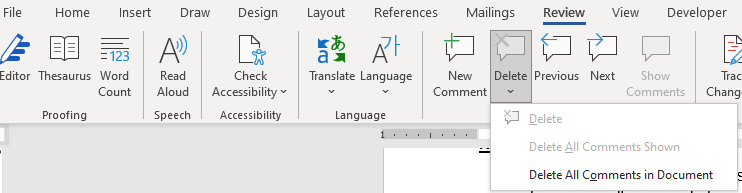 File Home Insert Draw Design Layout References Mailings Review View Developer
Editor Thesaurus Word Count Read Aloud Check Accessibility Translate Language New Comment Delete Previous Next Show Comments Track
Proofing Speech Accessibility Language
Delete
Delete All Comments Shown
Delete All Comments in Document
1